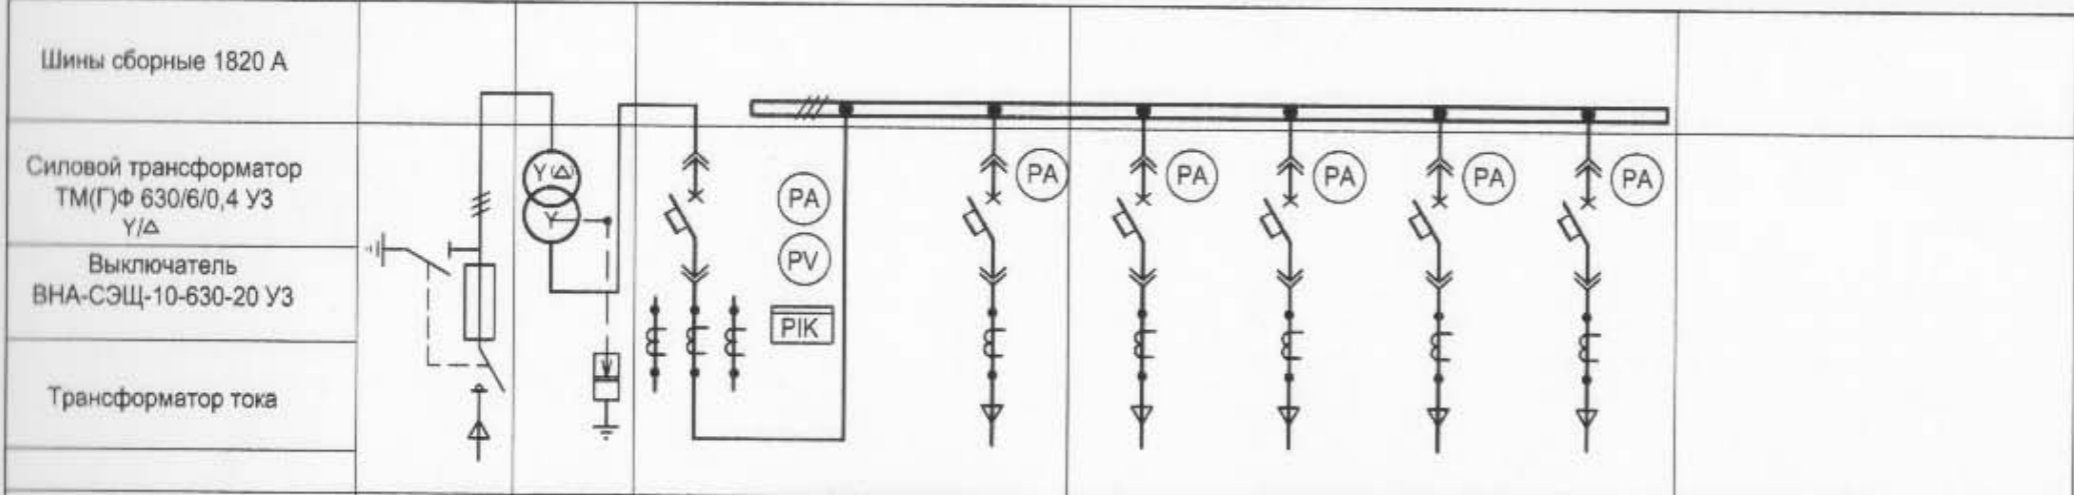 Шины сборные 1820 А
Силовой трансформатор
ТМ(Г)Ф 630/6/0,4 У3
Y/Δ
Выключатель
ВНА-СЭЩ-10-630-20 У3
Трансформатор тока
Y(Δ)
Y
PA
PV
PIK
PA
PA
PA
PA
PA